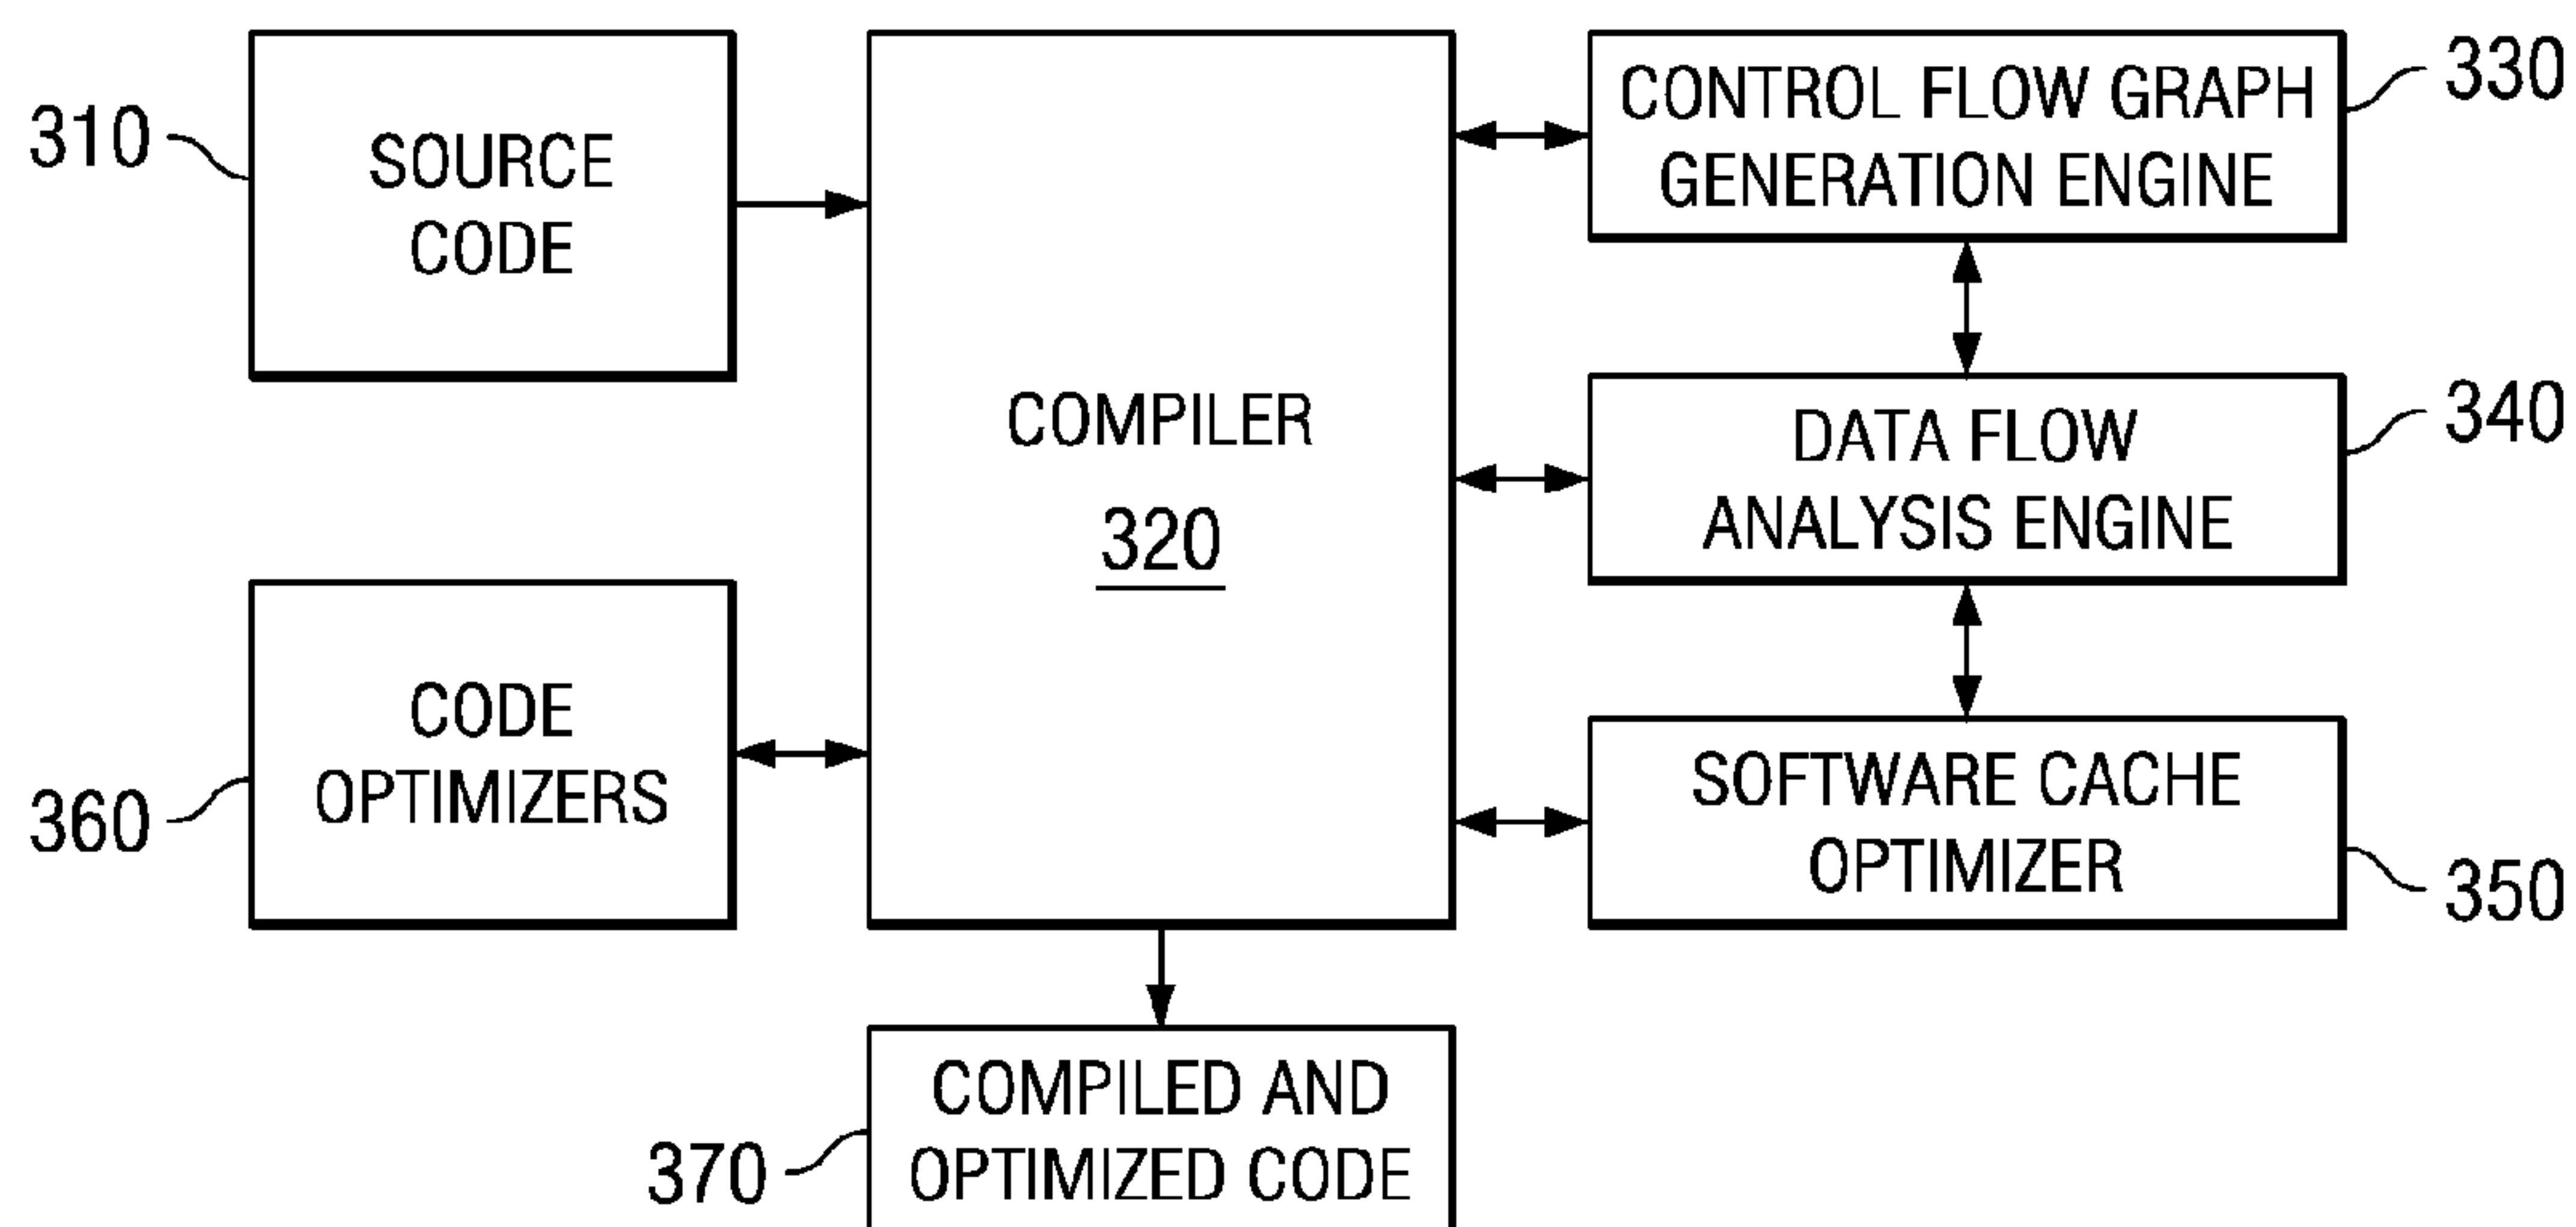 310
SOURCE
CODE
COMPILER
320
CONTROL FLOW GRAPH
GENERATION ENGINE
330
DATA FLOW
ANALYSIS ENGINE
340
CODE
OPTIMIZERS
360
SOFTWARE CACHE
OPTIMIZER
350
COMPILED AND
OPTIMIZED CODE
370